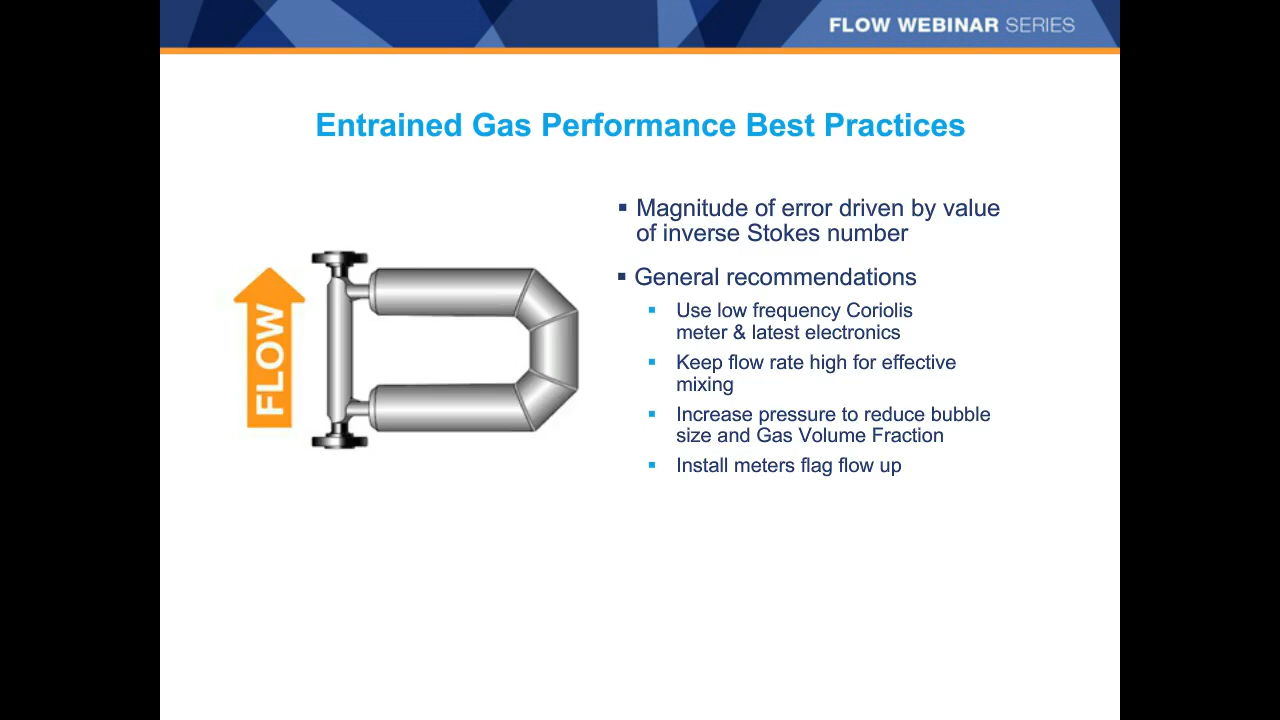 FLOW WEBINAR SERIES
Entrained Gas Performance Best Practices
FLOW
▪ Magnitude of error driven by value
of inverse Stokes number
▪ General recommendations
▪ Use low frequency Coriolis
meter & latest electronics
▪ Keep flow rate high for effective
mixing
▪ Increase pressure to reduce bubble
size and Gas Volume Fraction
▪ Install meters flag flow up